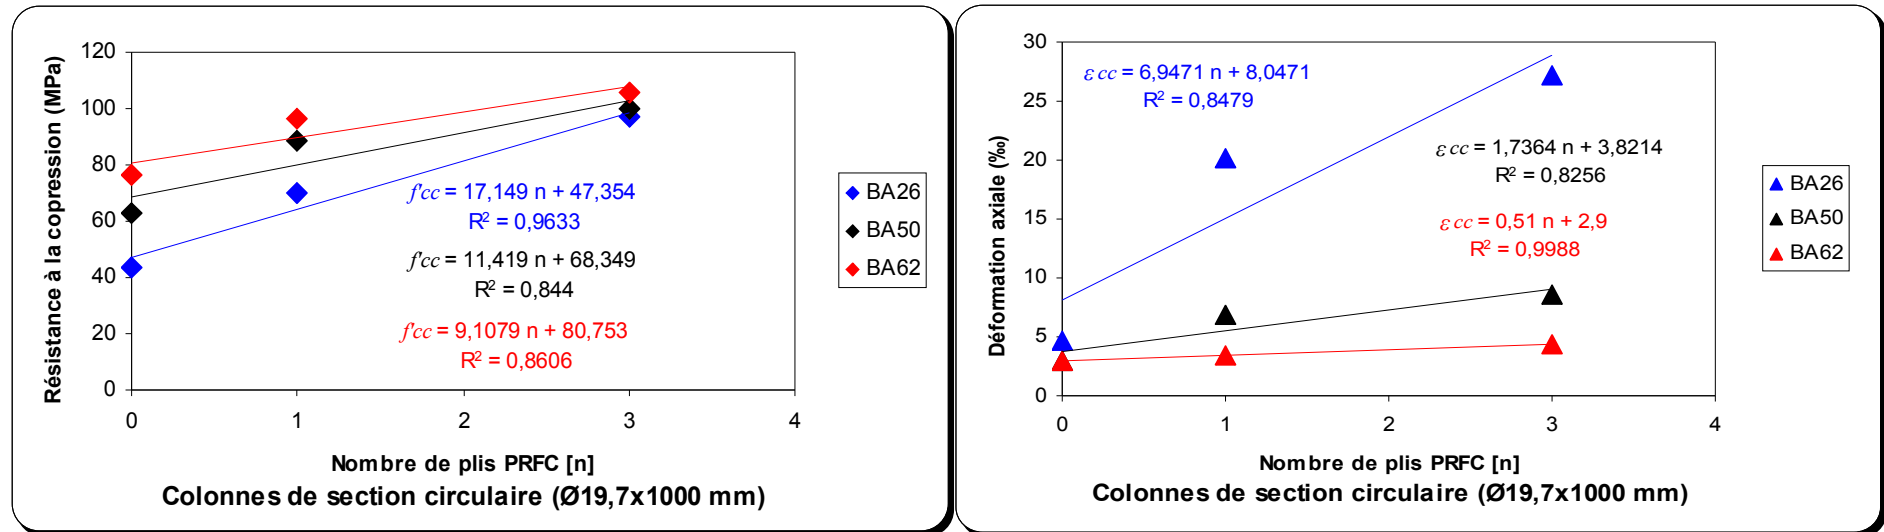 120
100
80
60
40
20
0
0 1 2 3 4
Résistance à la copression (MPa)
f'cc = 17,149 n + 47,354
R² = 0,9633
f'cc = 11,419 n + 68,349
R² = 0,844
f'cc = 9,1079 n + 80,753
R² = 0,8606
BA26
BA50
BA62
Nombre de plis PRFC [n]
Colonnes de section circulaire (Ø19,7x1000 mm)
30
25
20
15
10
5
0
0 1 2 3 4
Déformation axiale (‰)
ε cc = 6,9471 n + 8,0471
R² = 0,8479
ε cc = 1,7364 n + 3,8214
R² = 0,8256
ε cc = 0,51 n + 2,9
R² = 0,9988
BA26
BA50
BA62
Nombre de plis PRFC [n]
Colonnes de section circulaire (Ø19,7x1000 mm)